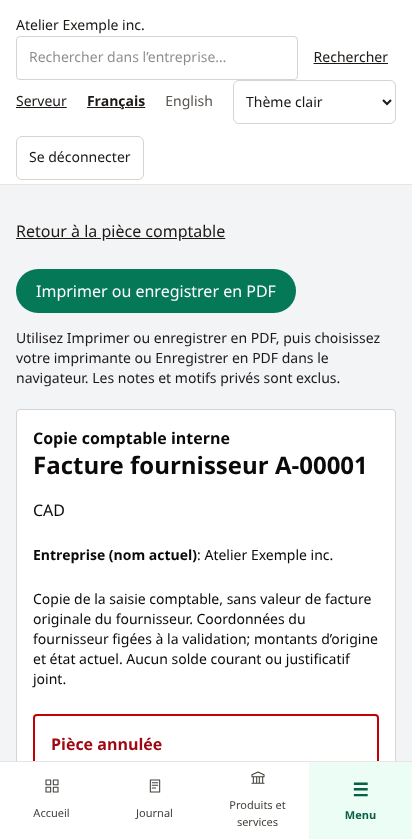 Atelier Exemple inc.
Rechercher dans l'entreprise...
Rechercher
Serveur Français English Thème clair
Se déconnecter
Retour à la pièce comptable
Imprimer ou enregistrer en PDF
Utilisez Imprimer ou enregistrer en PDF, puis choisissez
votre imprimante ou Enregistrer en PDF dans le
navigateur. Les notes et motifs privés sont exclus.
Copie comptable interne
Facture fournisseur A-00001
CAD
Entreprise (nom actuel): Atelier Exemple inc.
Copie de la saisie comptable, sans valeur de facture
originale du fournisseur. Coordonnées du
fournisseur figées à la validation; montants d'origine
et état actuel. Aucun solde courant ou justificatif
joint.
Pièce annulée
Accueil
Journal
Produits et
services
Menu